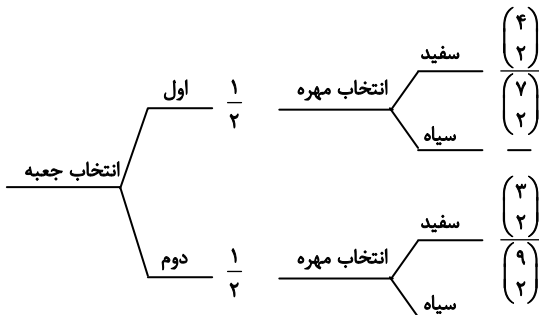 انتخاب جعبه
اول ۱/۲
انتخاب مهره
سفید (۴ ۲)/(۷ ۲)
سیاه —
دوم ۱/۲
انتخاب مهره
سفید (۳ ۲)/(۹ ۲)
سیاه